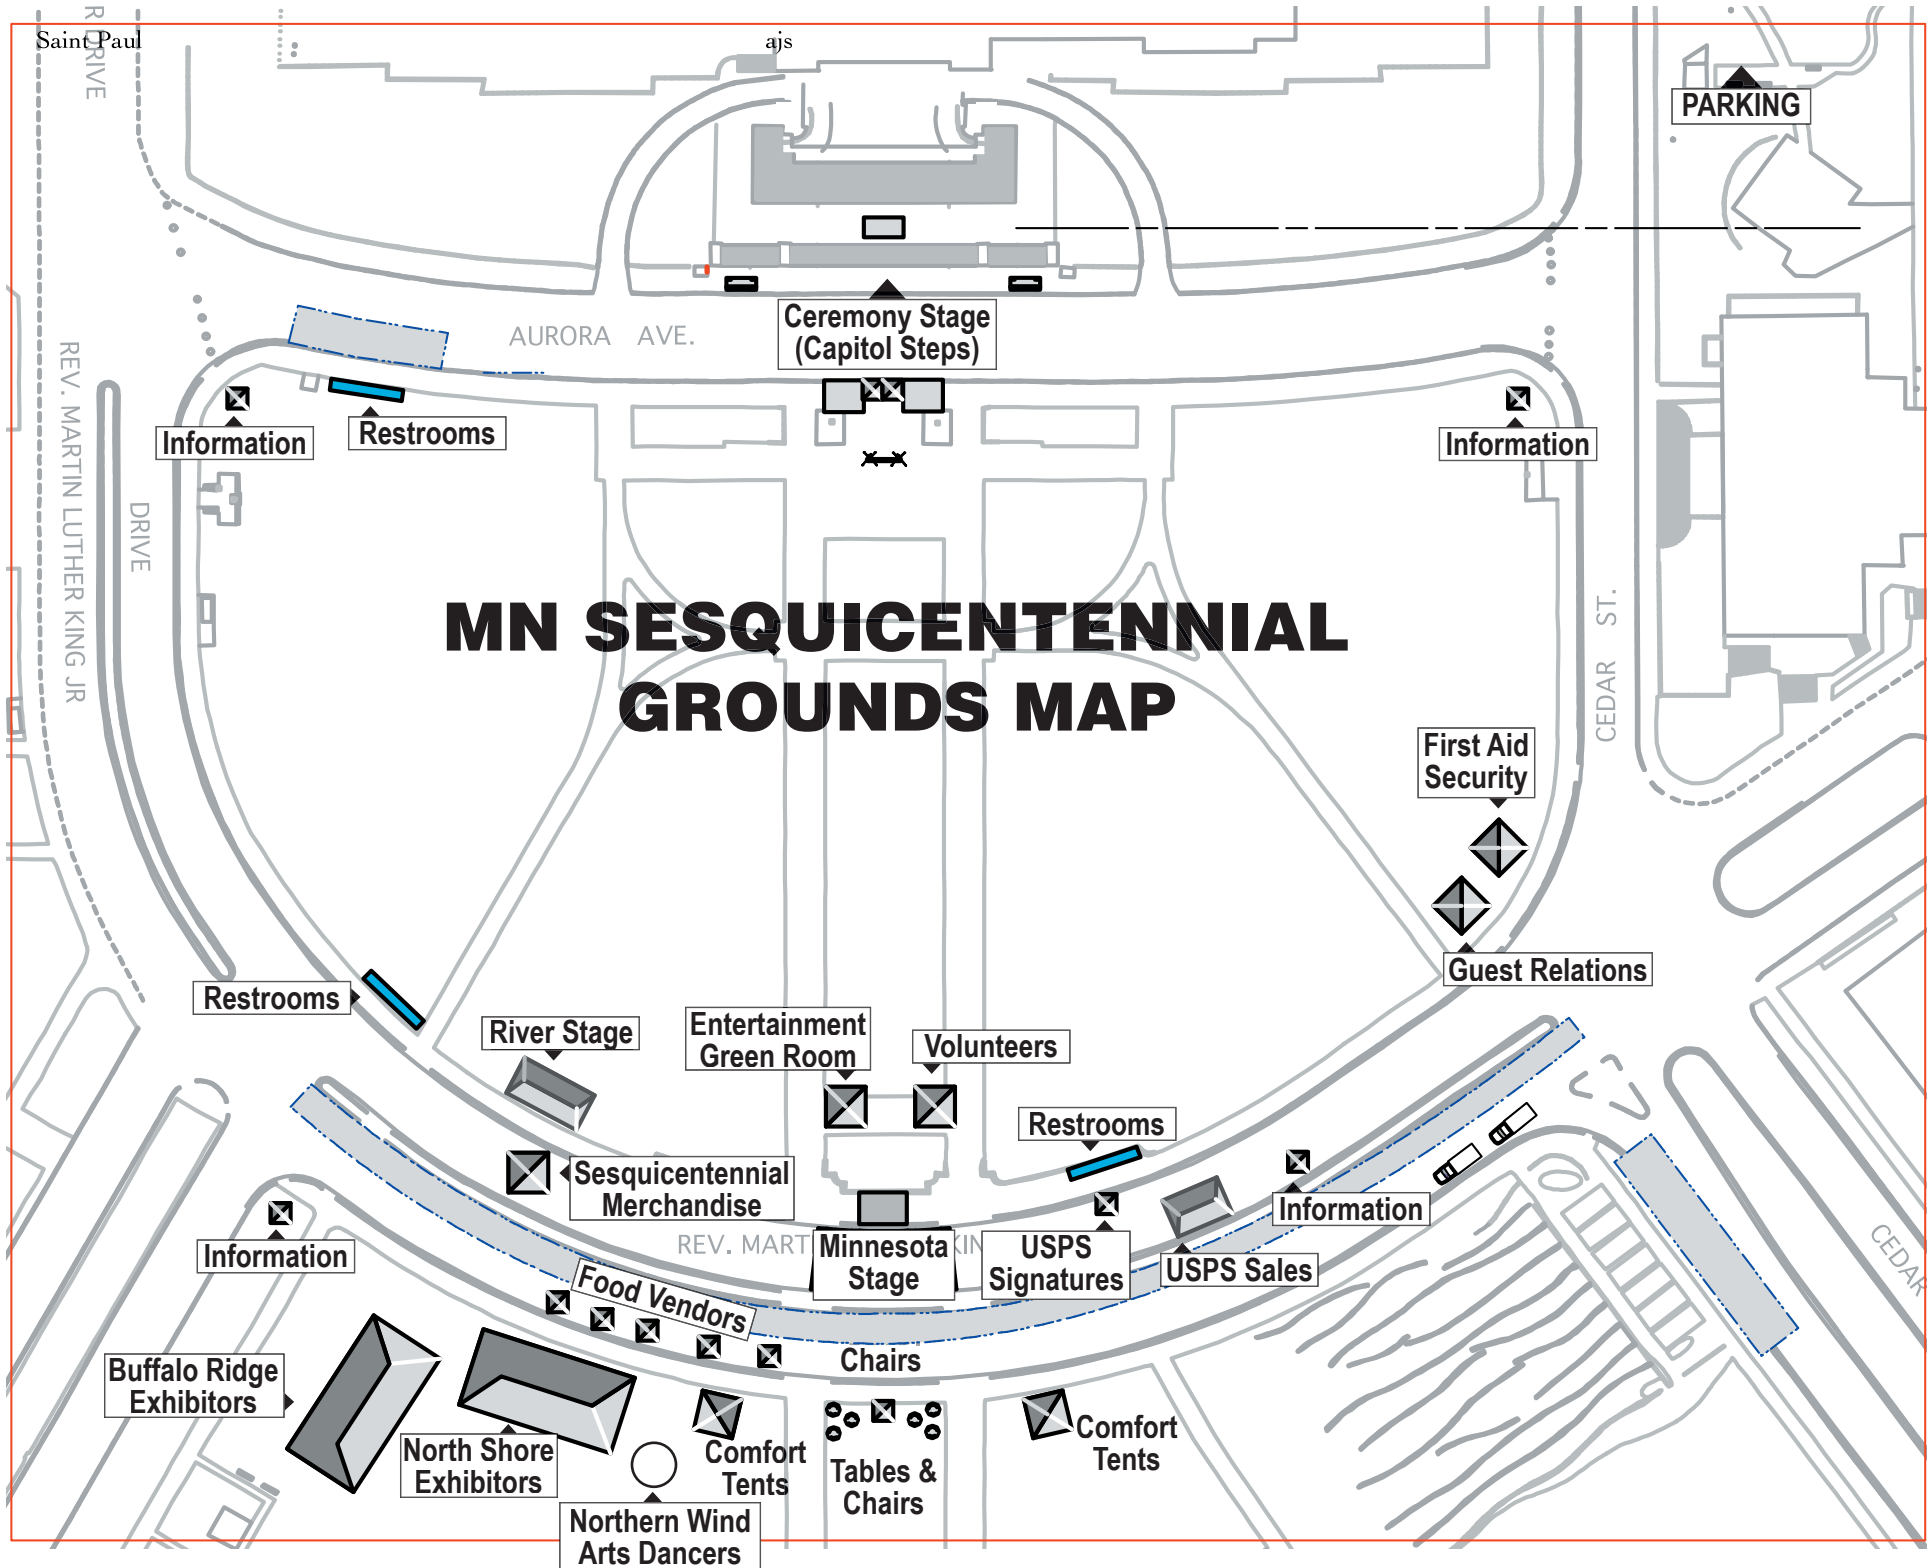 Saint Paul
ajs
R DRIVE
PARKING
AURORA AVE.
Ceremony Stage
(Capitol Steps)
Information
Restrooms
Information
REV. MARTIN LUTHER KING JR
DRIVE
MN SESQUICENTENNIAL
GROUNDS MAP
CEDAR ST.
First Aid
Security
Guest Relations
Restrooms
River Stage
Entertainment
Green Room
Volunteers
Restrooms
Sesquicentennial
Merchandise
Information
Information
REV. MART
KIN
Minnesota
Stage
USPS
Signatures
USPS Sales
CEDAR
Food Vendors
Chairs
Buffalo Ridge
Exhibitors
North Shore
Exhibitors
Comfort
Tents
Tables &
Chairs
Comfort
Tents
Northern Wind
Arts Dancers